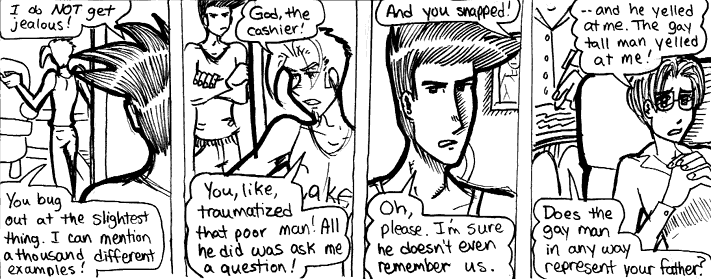 I do NOT get
jealous!
You bug
out at the slightest
thing. I can mention
a thousand different
examples!
God, the
cashier!
You, like,
traumatized
that poor man! All
he did was ask me
a question!
And you snapped!
Oh,
please. I'm sure
he doesn't even
remember us.
--and he yelled
at me. The gay
tall man yelled
at me!
Does the
gay man
in any way
represent your father?